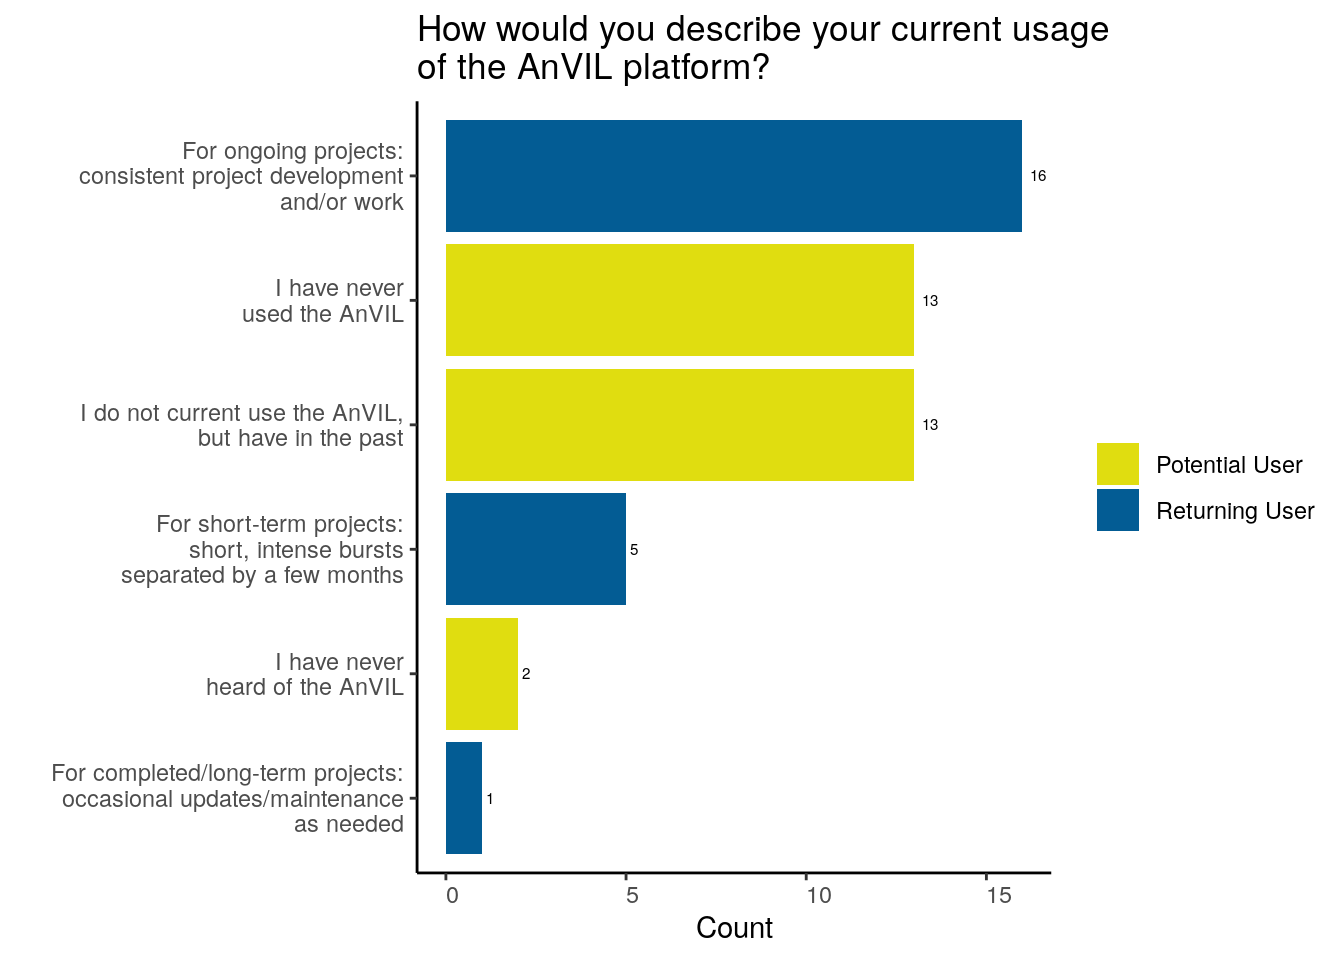 How would you describe your current usage
of the AnVIL platform?
For ongoing projects:
consistent project development
and/or work
16
I have never
used the AnVIL
13
I do not current use the AnVIL,
but have in the past
13
For short-term projects:
short, intense bursts
separated by a few months
5
I have never
heard of the AnVIL
2
For completed/long-term projects:
occasional updates/maintenance
as needed
1
0 5 10 15
Count
Potential User
Returning User